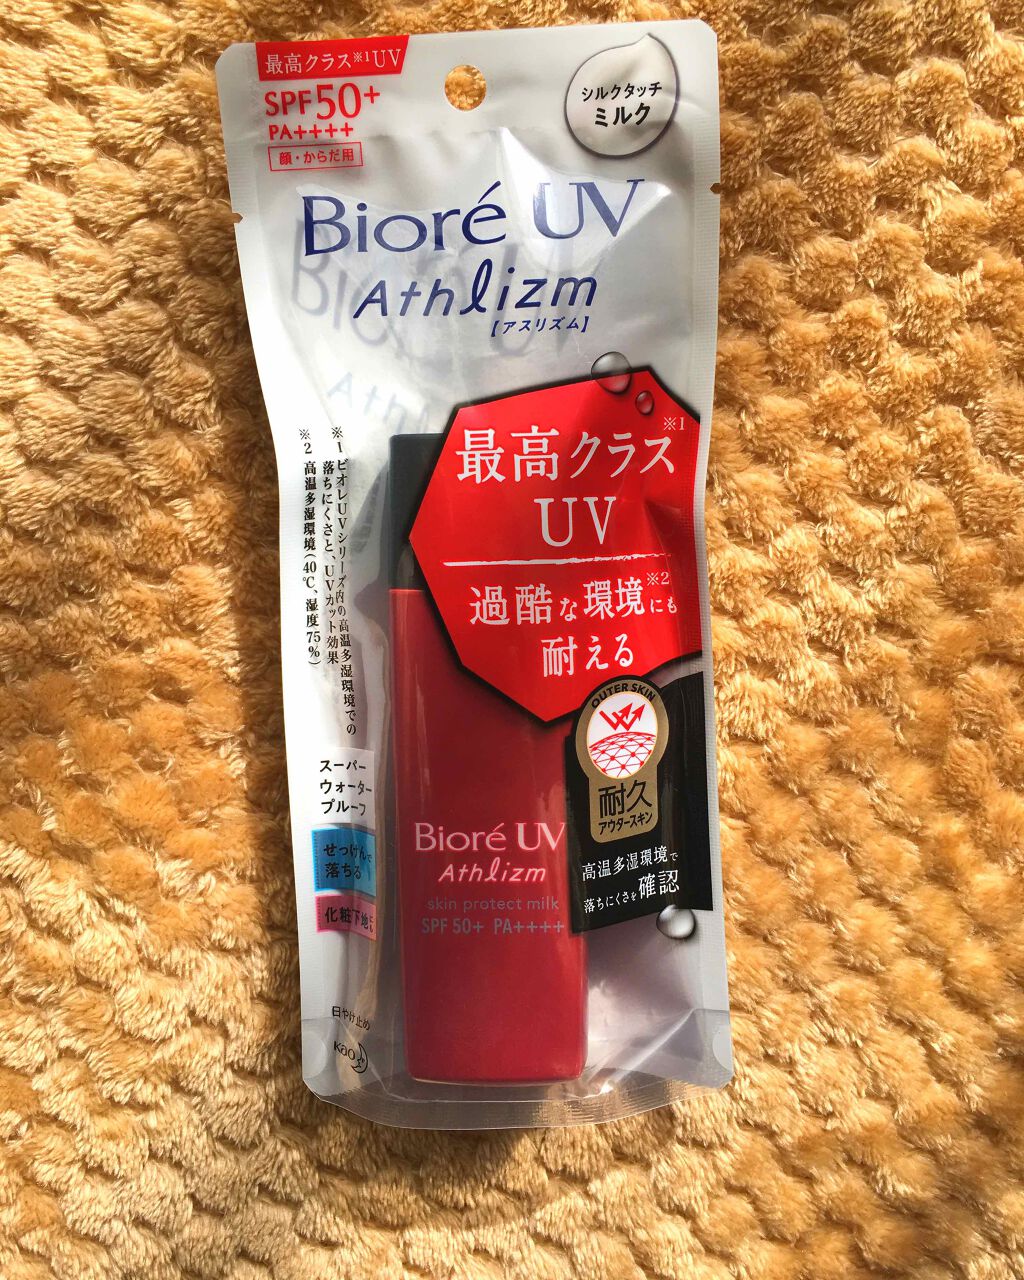 最高クラス※1UV
SPF50+
PA++++
顔・からだ用
シルクタッチ
ミルク
Bioré UV
Athlizm
【アスリズム】
最高クラス※1
UV
過酷な環境※2にも
耐える
※1 ビオレUVシリーズ内の高温多湿環境での
落ちにくさと、UVカット効果
※2 高温多湿環境(40℃、湿度75%)
OUTER SKIN
耐久
アウタースキン
高温多湿環境で
落ちにくさを確認
スーパー
ウォーター
プルーフ
せっけんで
落ちる
化粧下地にも
Bioré UV
Athlizm
skin protect milk
SPF 50+ PA++++
日やけ止め
Kao